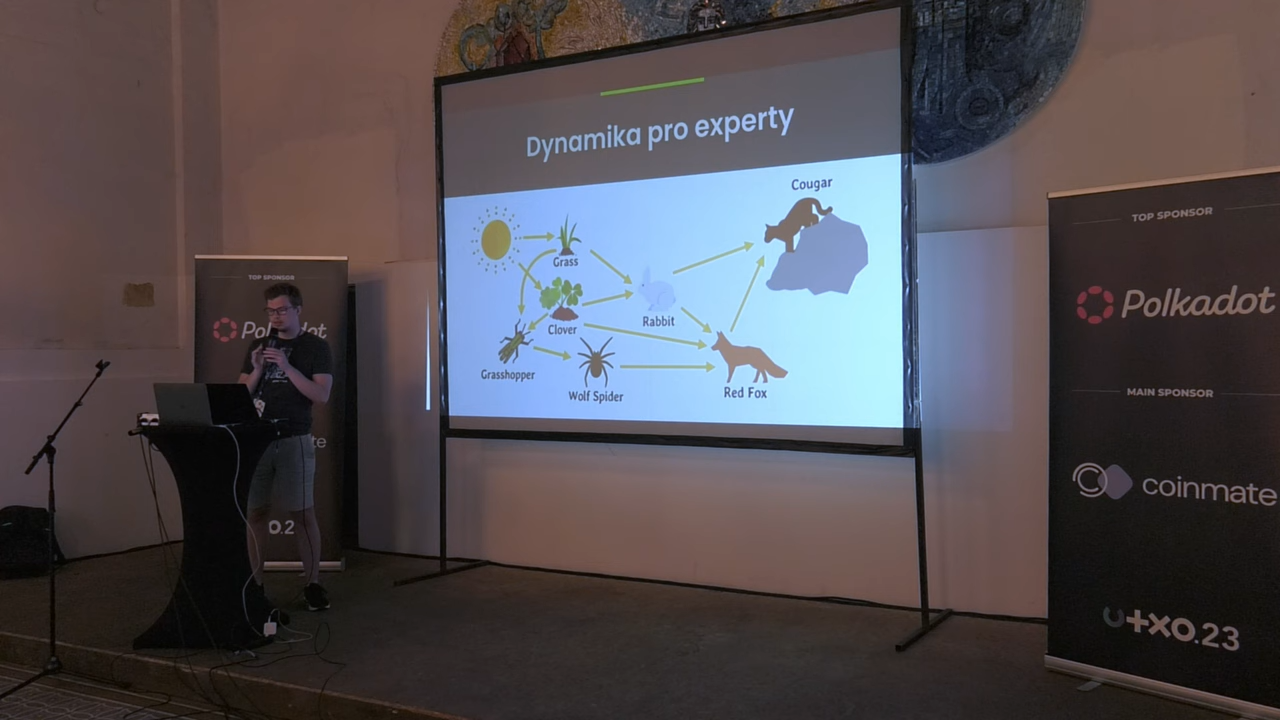 Dynamika pro experty
Cougar
Grass
Clover
Rabbit
Grasshopper
Wolf Spider
Red Fox
TOP SPONSOR
TOP SPONSOR
Polkadot
MAIN SPONSOR
coinmate
utxo.23